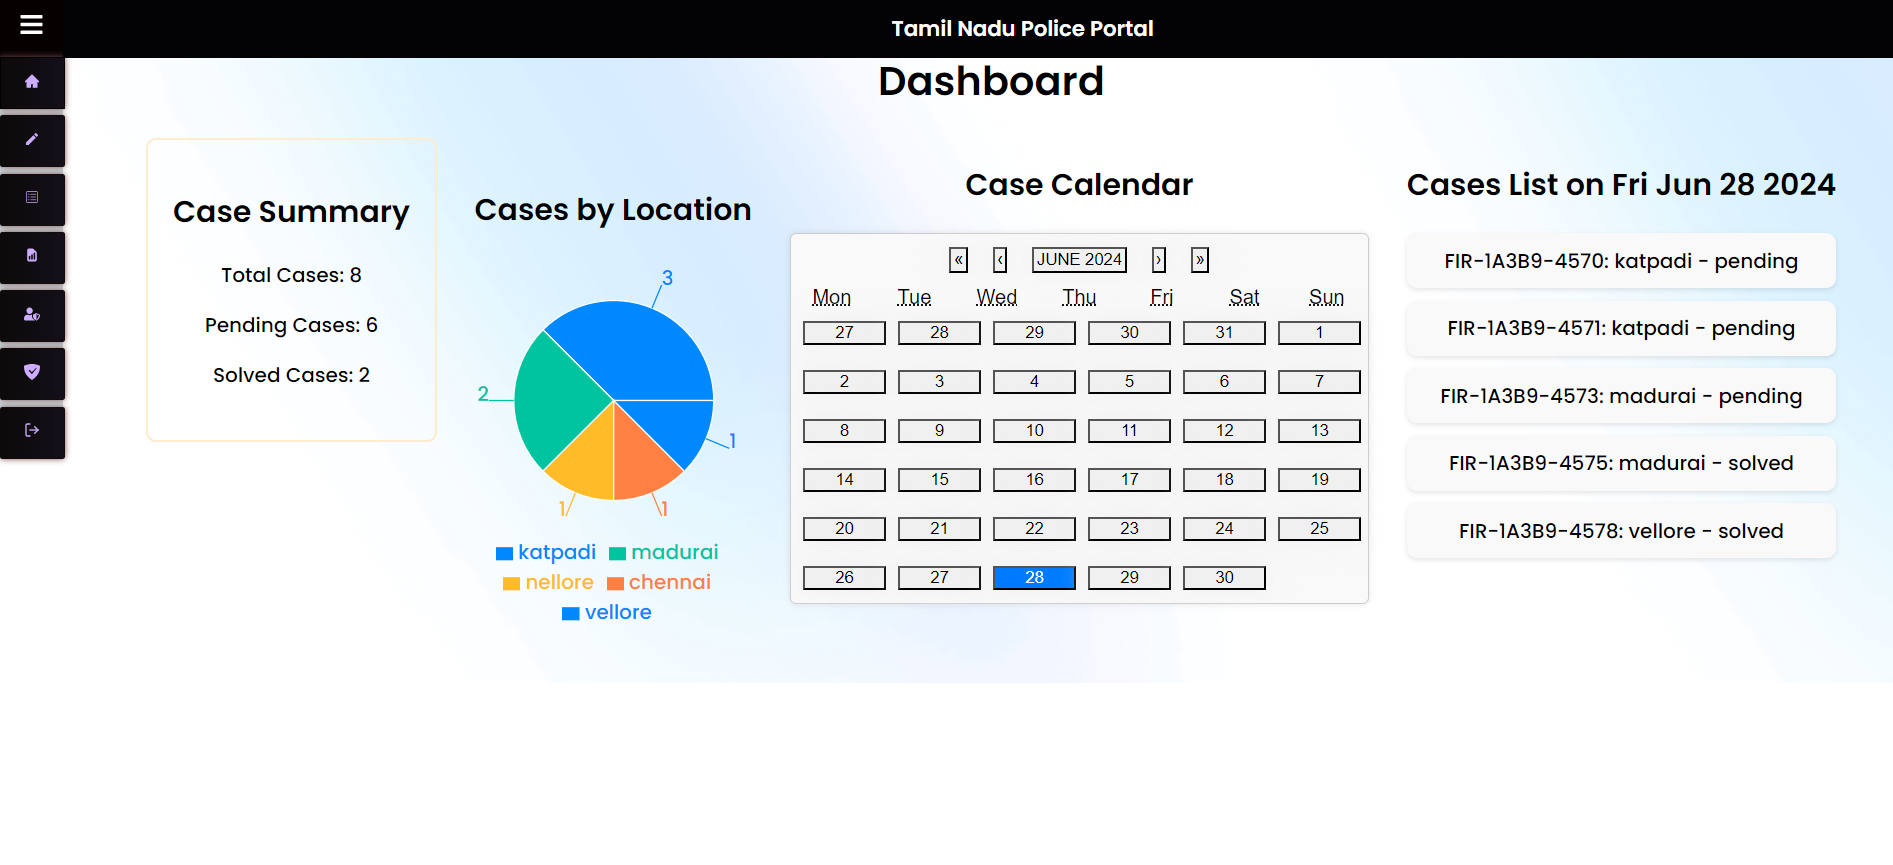 Tamil Nadu Police Portal
Dashboard
Case Summary
Total Cases: 8
Pending Cases: 6
Solved Cases: 2
Cases by Location
3
2
1
1
1
katpadi madurai
nellore chennai
vellore
Case Calendar
« ‹ JUNE 2024 › »
Mon Tue Wed Thu Fri Sat Sun
27 28 29 30 31 1
2 3 4 5 6 7
8 9 10 11 12 13
14 15 16 17 18 19
20 21 22 23 24 25
26 27 28 29 30
Cases List on Fri Jun 28 2024
FIR-1A3B9-4570: katpadi - pending
FIR-1A3B9-4571: katpadi - pending
FIR-1A3B9-4573: madurai - pending
FIR-1A3B9-4575: madurai - solved
FIR-1A3B9-4578: vellore - solved